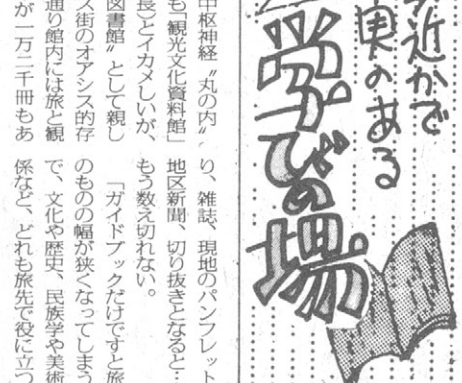 近かで
実のある
学びの場
中枢神経〝丸の内〟
も「観光文化資料館」
長)とイカメしいが、
図書館」として親し
ス街のオアシス的存
通り館内には旅と観
が一万二千冊もあ
り、雑誌、現地のパンフレット
地区新聞、切り抜きとなると…
もう数え切れない。
「ガイドブックだけですと旅
のものの幅が狭くなってしまう
で、文化や歴史、民族学や美術
係など、どれも旅先で役に立つ